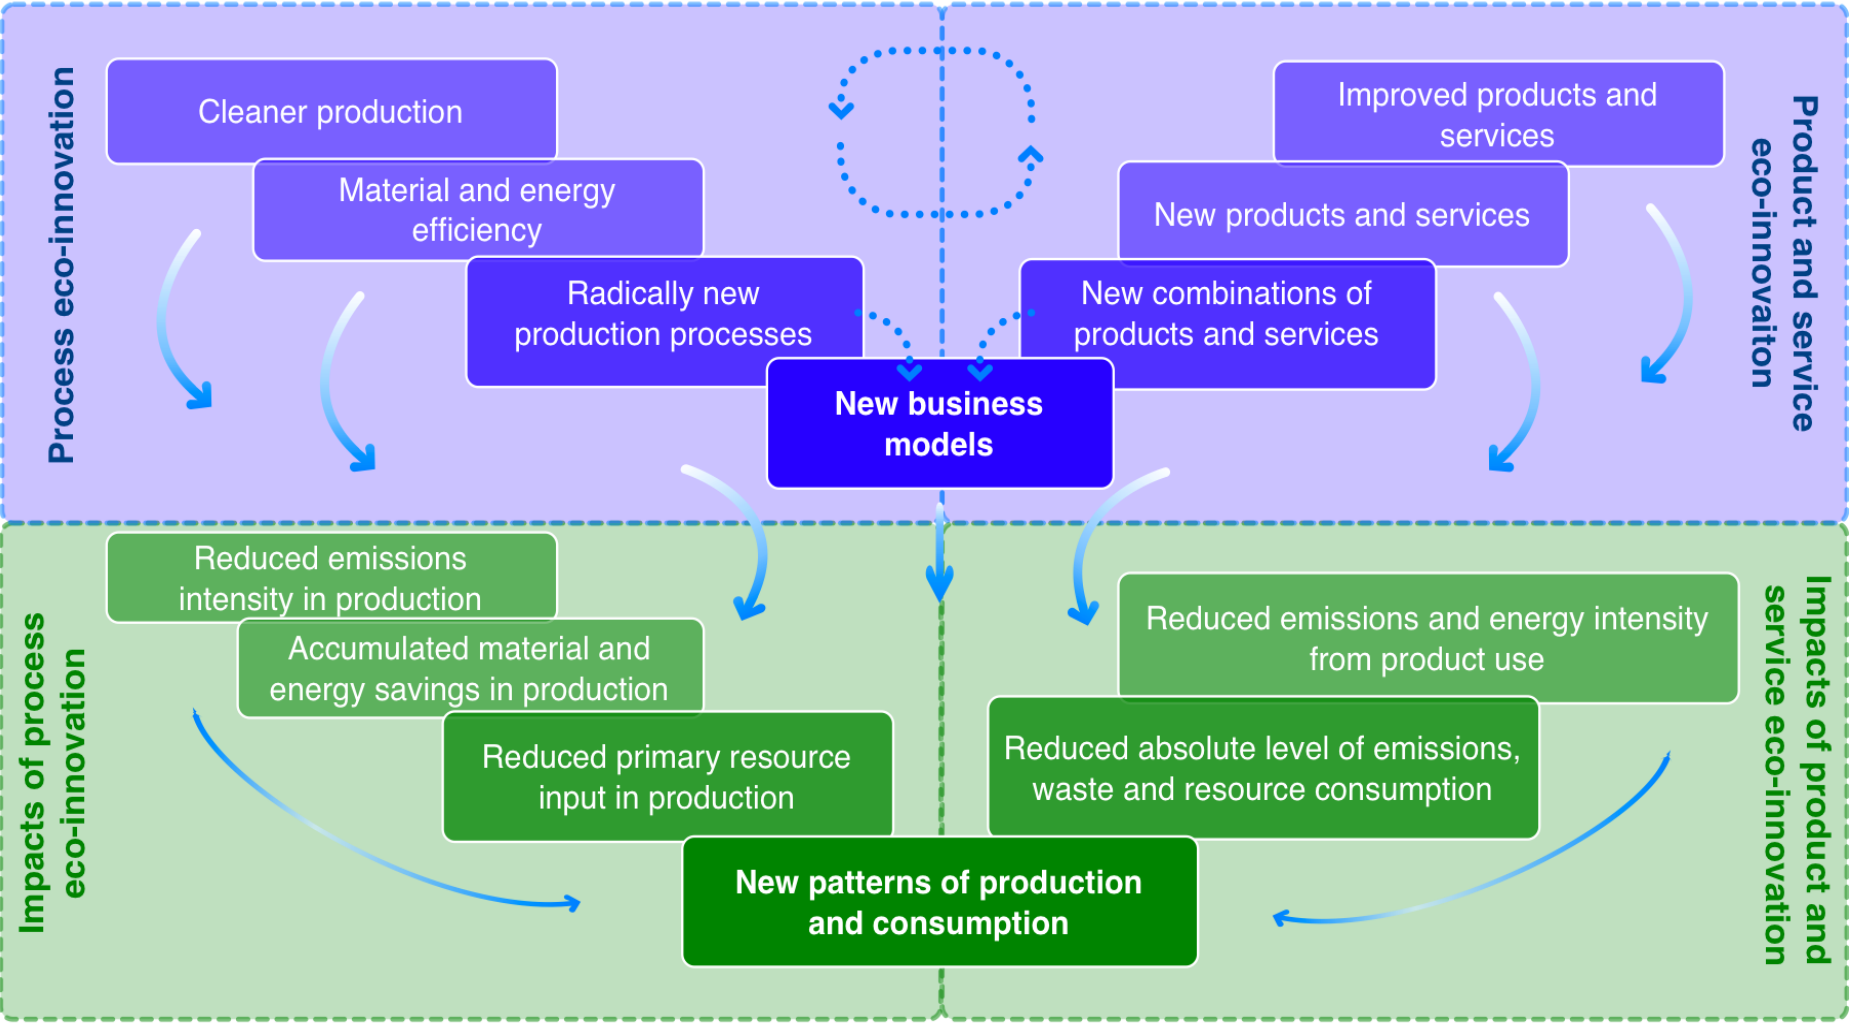 Process eco-innovation
Cleaner production
Material and energy
efficiency
Radically new
production processes
Improved products and
services
New products and services
New combinations of
products and services
Product and service
eco-innovaiton
New business
models
Impacts of process
eco-innovation
Reduced emissions
intensity in production
Accumulated material and
energy savings in production
Reduced primary resource
input in production
Reduced emissions and energy intensity
from product use
Reduced absolute level of emissions,
waste and resource consumption
Impacts of product and
service eco-innovation
New patterns of production
and consumption